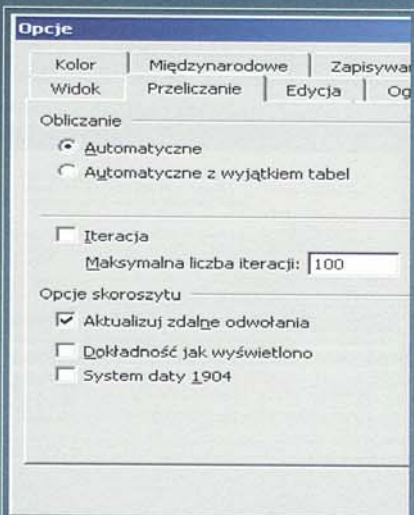 Opcje
Kolor Międzynarodowe
Widok Przeliczanie Edycja
Obliczanie
Automatyczne
Automatyczne z wyjątkiem tabel
Iteracja
Maksymalna liczba iteracji: 100
Opcje skoroszytu
Aktualizuj zdalne odwołania
Dokładność jak wyświetlono
System daty 1904